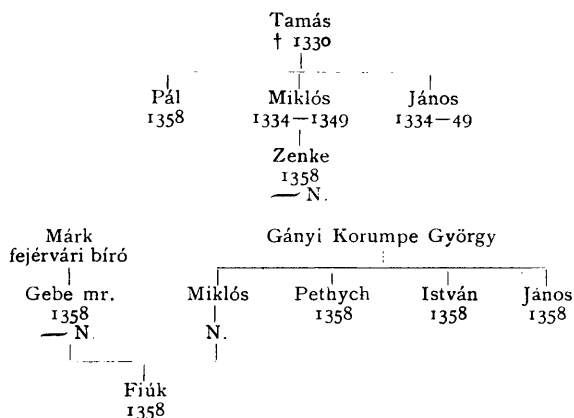 Tamás
† 1330
Pál Miklós János
1358 1334—1349 1334—49
Zenke
1358
— N.
Márk Gányi Korumpe György
fejérvári bíró
Gebe mr. Miklós Pethych István János
1358 1358 1358 1358
— N. N.
Fiúk
1358